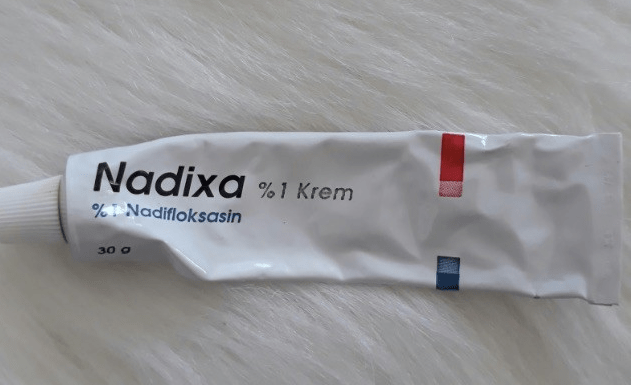 Nadixa %1 Krem
%1 Nadifloksasin
30 g